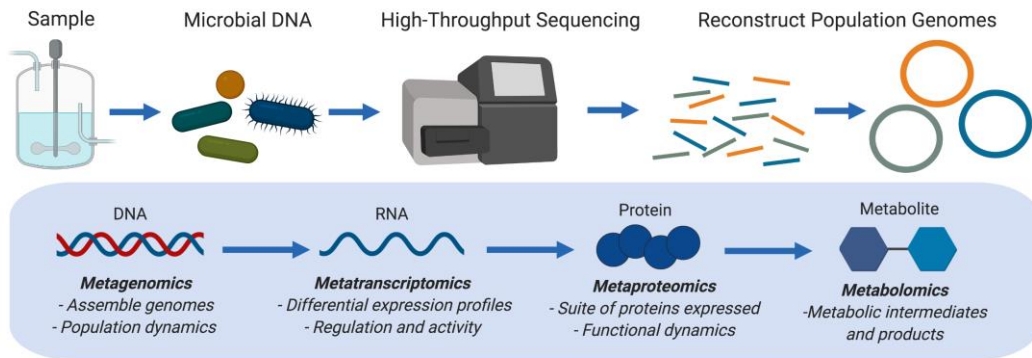 Sample
Microbial DNA
High-Throughput Sequencing
Reconstruct Population Genomes
DNA
Metagenomics
- Assemble genomes
- Population dynamics
RNA
Metatranscriptomics
- Differential expression profiles
- Regulation and activity
Protein
Metaproteomics
- Suite of proteins expressed
- Functional dynamics
Metabolite
Metabolomics
-Metabolic intermediates
and products